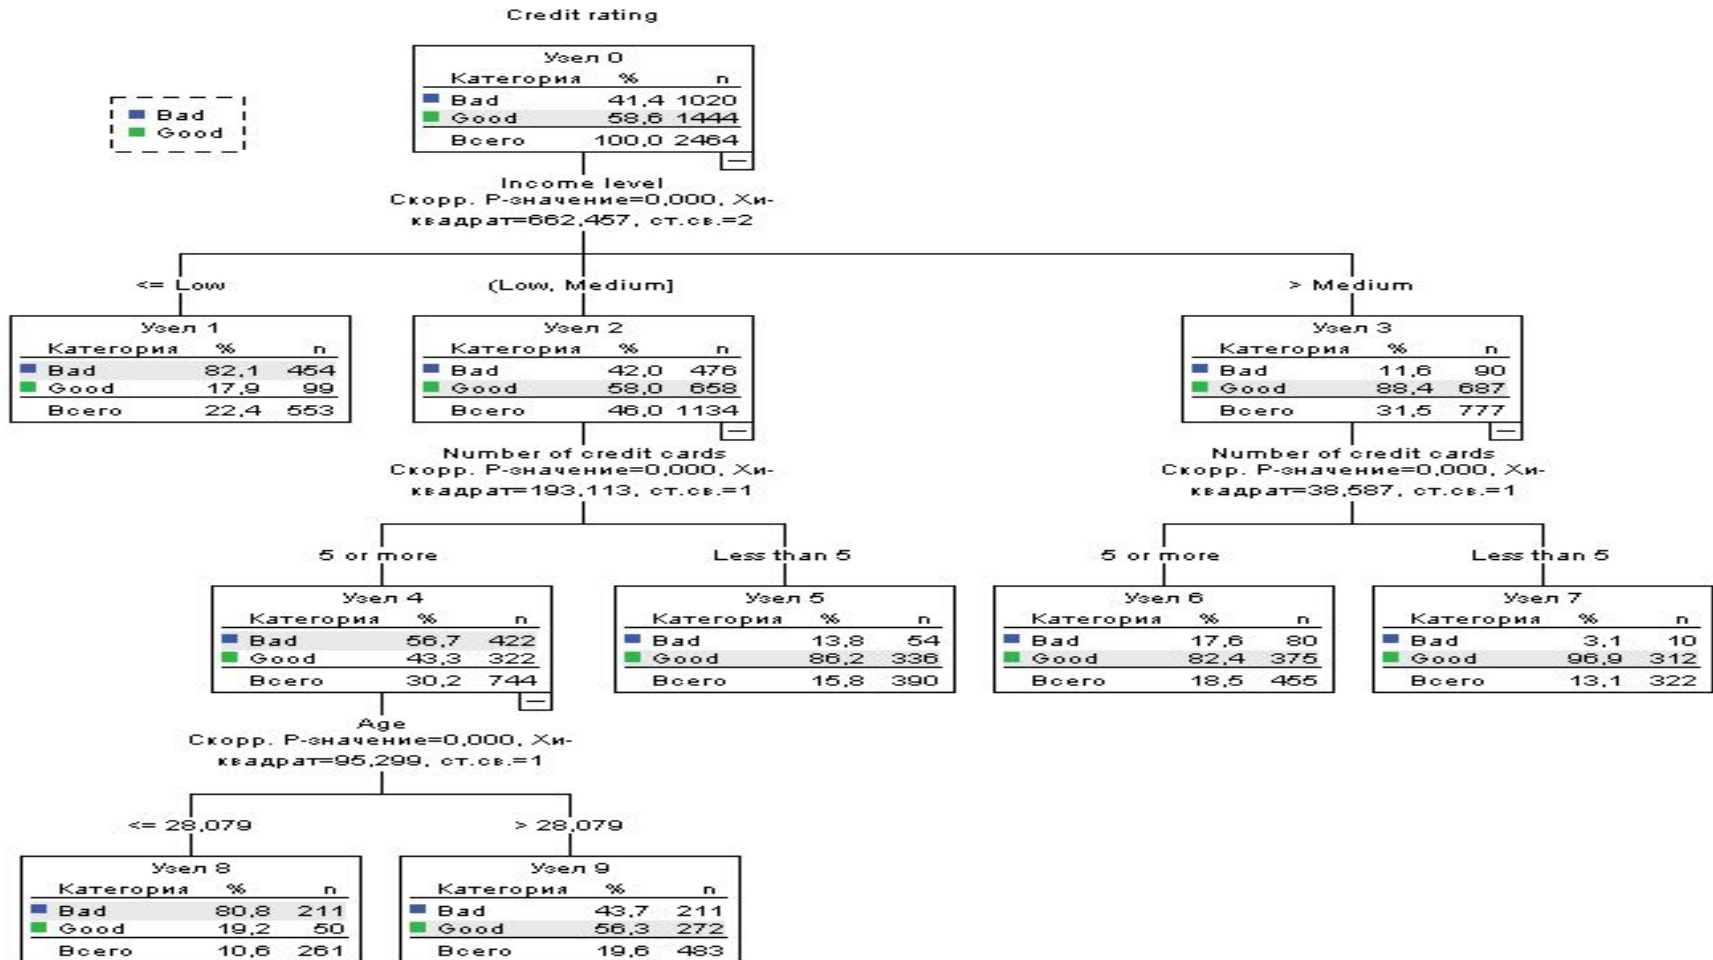 Credit rating
Bad
Good
Узел 0
Категория % n
Bad 41,4 1020
Good 58,6 1444
Всего 100,0 2464
Income level
Скорр. P-значение=0,000, Хи-
квадрат=662,457, ст.св.=2
<= Low
(Low, Medium]
> Medium
Узел 1
Категория % n
Bad 82,1 454
Good 17,9 99
Всего 22,4 553
Узел 2
Категория % n
Bad 42,0 476
Good 58,0 658
Всего 46,0 1134
Узел 3
Категория % n
Bad 11,6 90
Good 88,4 687
Всего 31,5 777
Number of credit cards
Скорр. P-значение=0,000, Хи-
квадрат=193,113, ст.св.=1
Number of credit cards
Скорр. P-значение=0,000, Хи-
квадрат=38,587, ст.св.=1
5 or more
Less than 5
5 or more
Less than 5
Узел 4
Категория % n
Bad 56,7 422
Good 43,3 322
Всего 30,2 744
Узел 5
Категория % n
Bad 13,8 54
Good 86,2 336
Всего 15,8 390
Узел 6
Категория % n
Bad 17,6 80
Good 82,4 375
Всего 18,5 455
Узел 7
Категория % n
Bad 3,1 10
Good 96,9 312
Всего 13,1 322
Age
Скорр. P-значение=0,000, Хи-
квадрат=95,299, ст.св.=1
<= 28,079
> 28,079
Узел 8
Категория % n
Bad 80,8 211
Good 19,2 50
Всего 10,6 261
Узел 9
Категория % n
Bad 43,7 211
Good 56,3 272
Всего 19,6 483